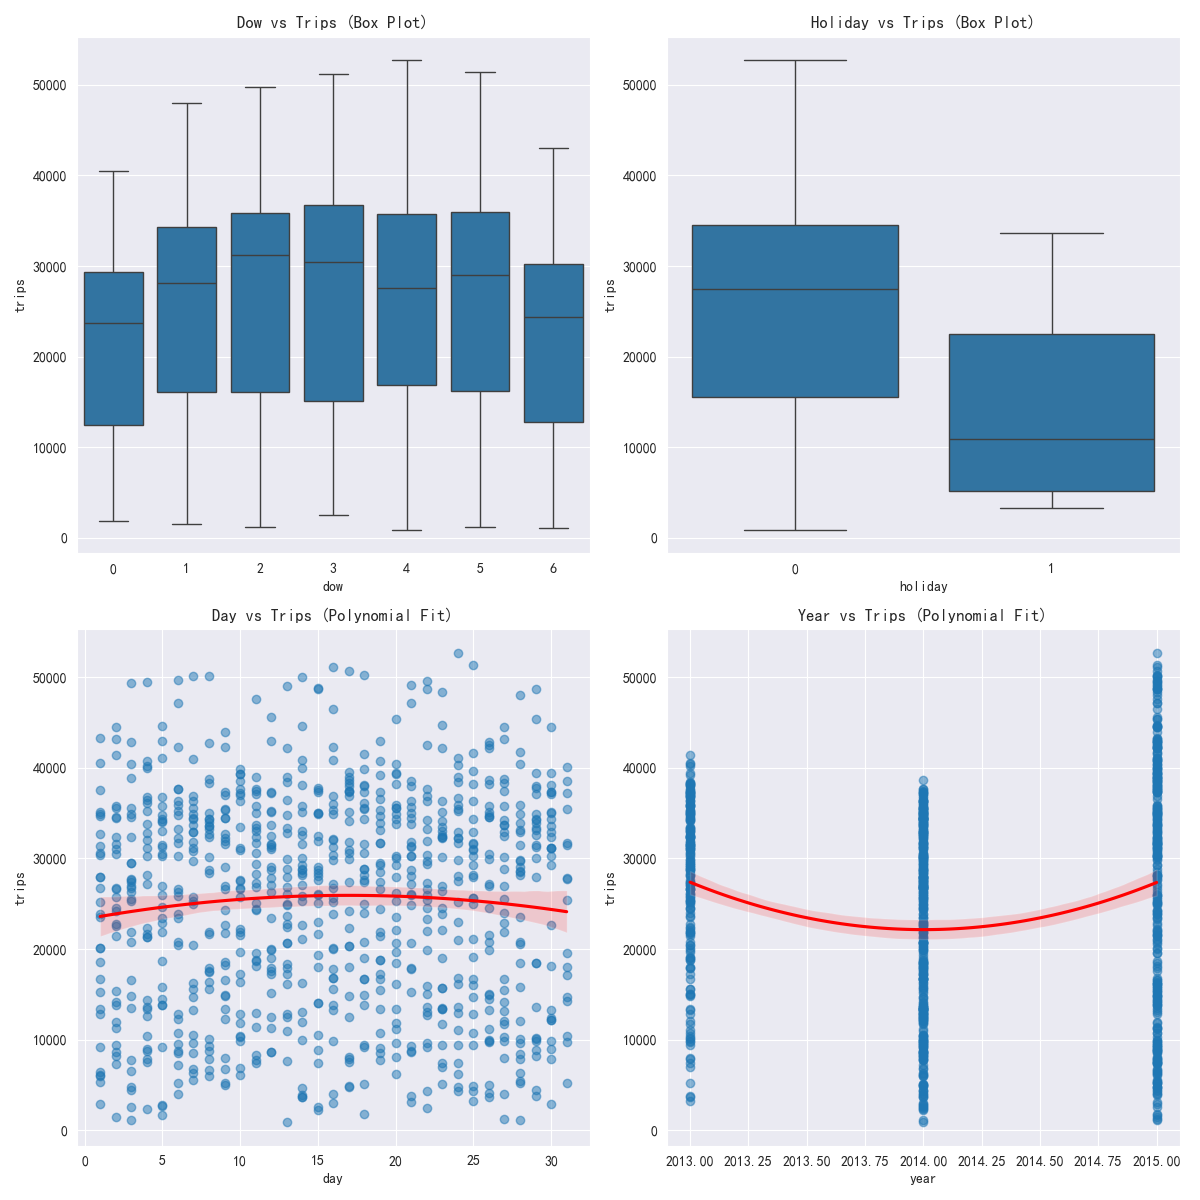 Dow vs Trips (Box Plot)
50000
40000
30000
20000
10000
0
trips
0 1 2 3 4 5 6
dow
Holiday vs Trips (Box Plot)
50000
40000
30000
20000
10000
0
trips
0 1
holiday
Day vs Trips (Polynomial Fit)
50000
40000
30000
20000
10000
0
trips
0 5 10 15 20 25 30
day
Year vs Trips (Polynomial Fit)
50000
40000
30000
20000
10000
0
trips
2013.00 2013.25 2013.50 2013.75 2014.00 2014.25 2014.50 2014.75 2015.00
year